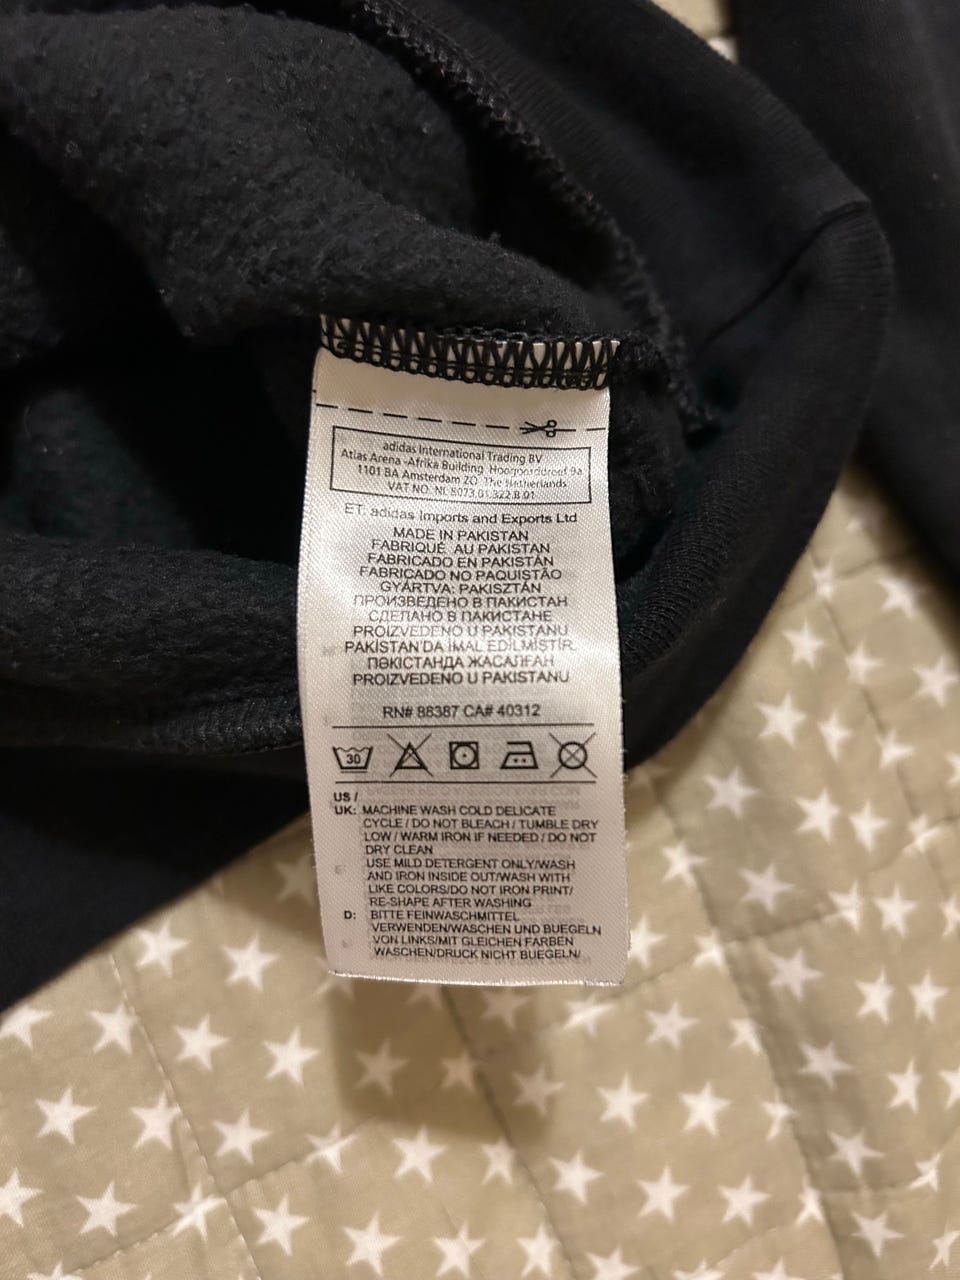 adidas International Trading BV
Atlas Arena -Afrika Building Hoogoorddreef 9a
1101 BA Amsterdam ZO The Netherlands
VAT NO: NL 8073.01.322.B.01
ET: adidas Imports and Exports Ltd
MADE IN PAKISTAN
FABRIQUÉ AU PAKISTAN
FABRICADO EN PAKISTÁN
FABRICADO NO PAQUISTÃO
GYÁRTVA: PAKISZTÁN
ПРОИЗВЕДЕНО В ПАКИСТАН
СДЕЛАНО В ПАКИСТАНЕ
PROIZVEDENO U PAKISTANU
PAKİSTAN'DA İMAL EDİLMİŞTİR.
ПӘКІСТАНДА ЖАСАЛҒАН
PROIZVEDENO U PAKISTANU
RN# 88387 CA# 40312
30
US /
UK: MACHINE WASH COLD DELICATE
CYCLE / DO NOT BLEACH / TUMBLE DRY
LOW / WARM IRON IF NEEDED / DO NOT
DRY CLEAN
USE MILD DETERGENT ONLY/WASH
AND IRON INSIDE OUT/WASH WITH
LIKE COLORS/DO NOT IRON PRINT/
RE-SHAPE AFTER WASHING
D: BITTE FEINWASCHMITTEL
VERWENDEN/WASCHEN UND BUEGELN
VON LINKS/MIT GLEICHEN FARBEN
WASCHEN/DRUCK NICHT BUEGELN/